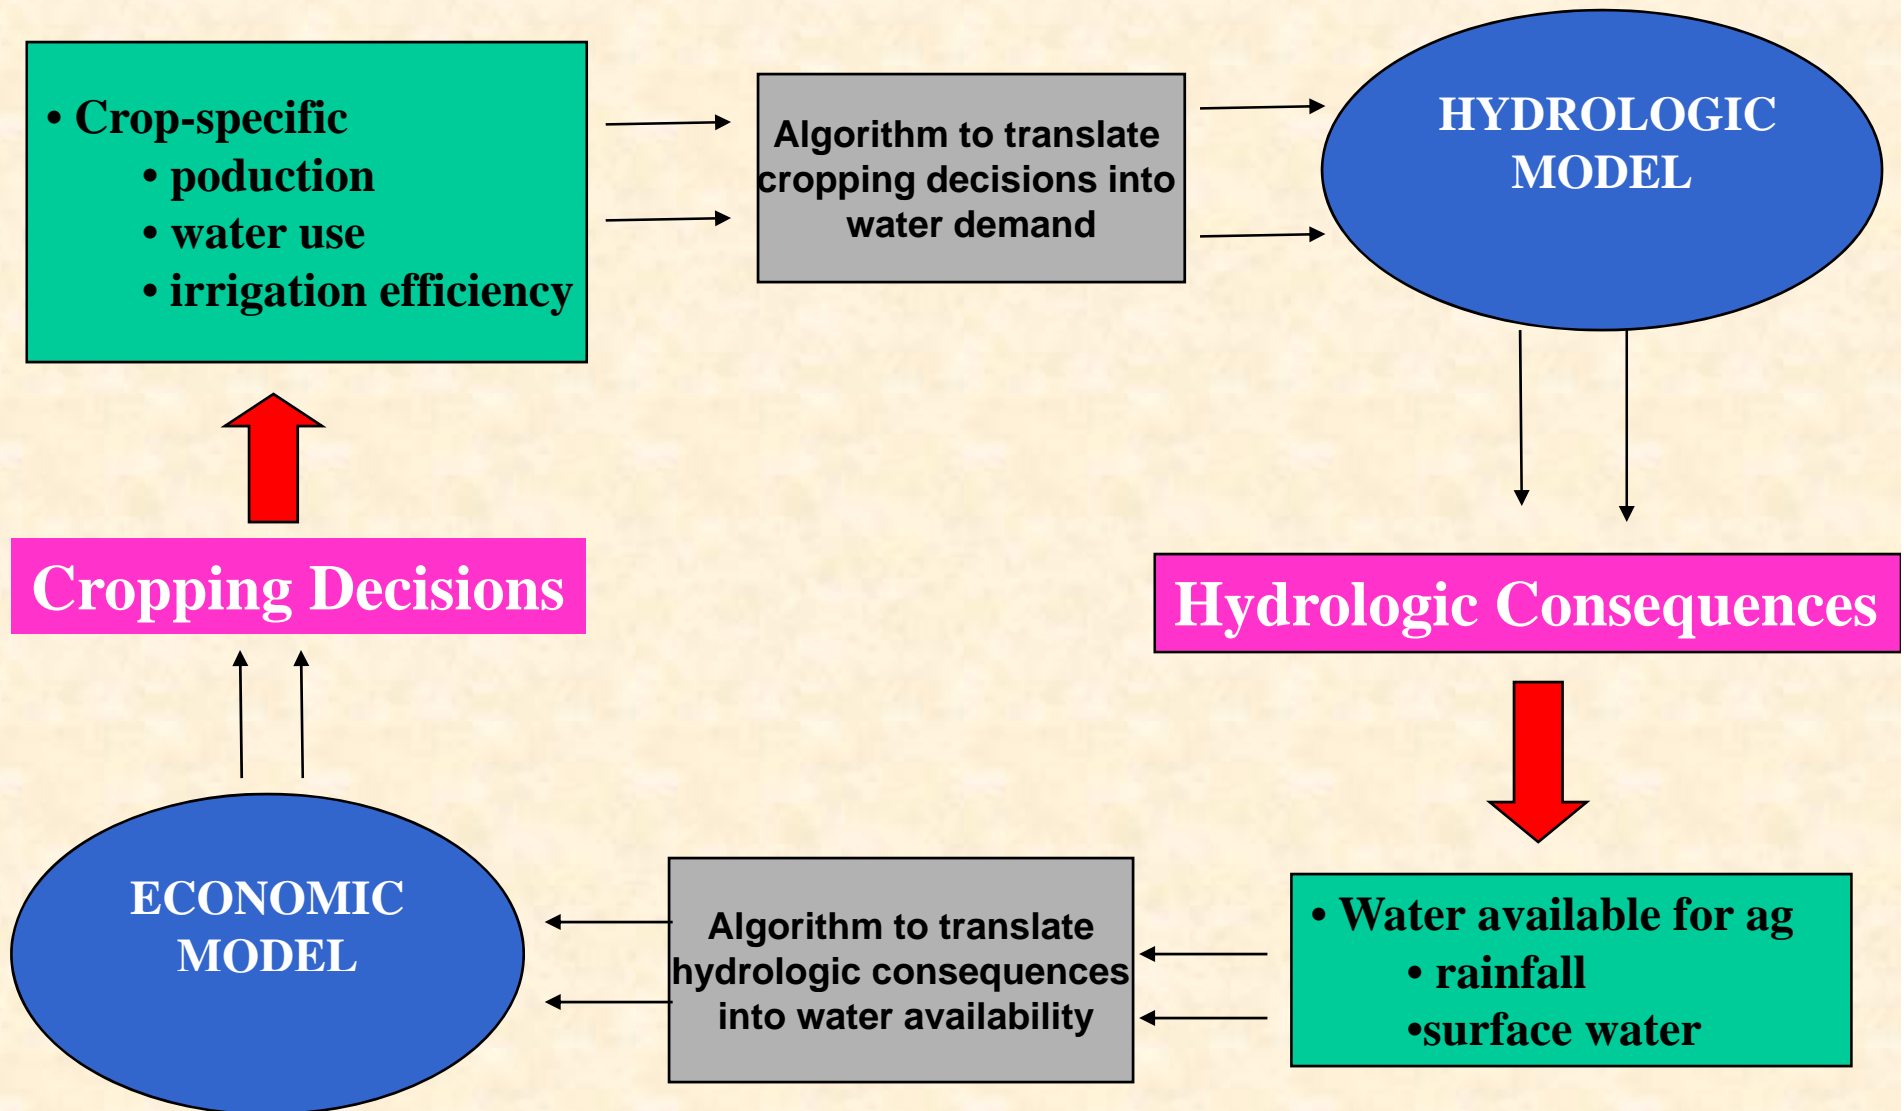 • Crop-specific
• poduction
• water use
• irrigation efficiency
Algorithm to translate
cropping decisions into
water demand
HYDROLOGIC
MODEL
Cropping Decisions
Hydrologic Consequences
ECONOMIC
MODEL
Algorithm to translate
hydrologic consequences
into water availability
• Water available for ag
• rainfall
•surface water